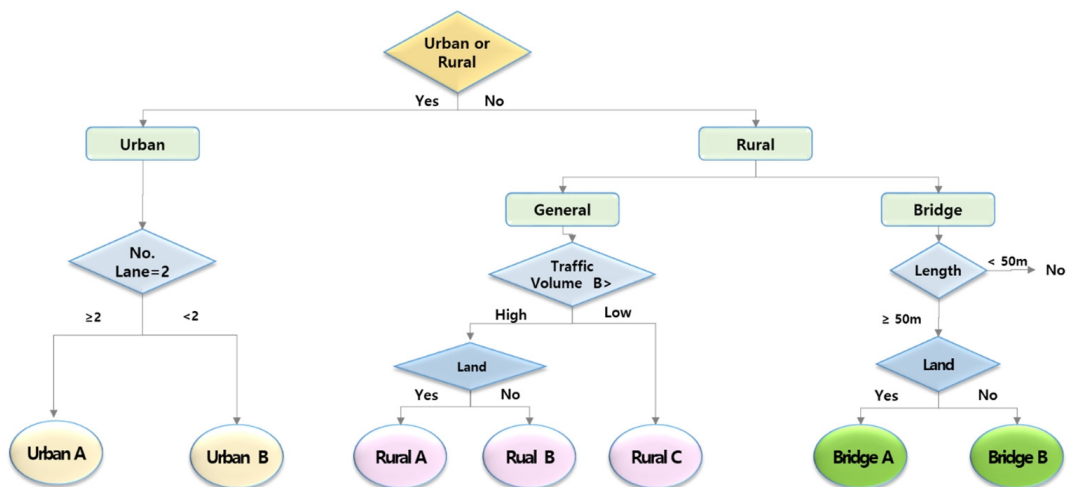 Urban or
Rural
Yes
No
Urban
Rural
General
Bridge
No.
Lane=2
Traffic
Volume B>
Length
< 50m
No
≥2
<2
High
Low
≥ 50m
Land
Land
Yes
No
Yes
No
Urban A
Urban B
Rural A
Rual B
Rural C
Bridge A
Bridge B